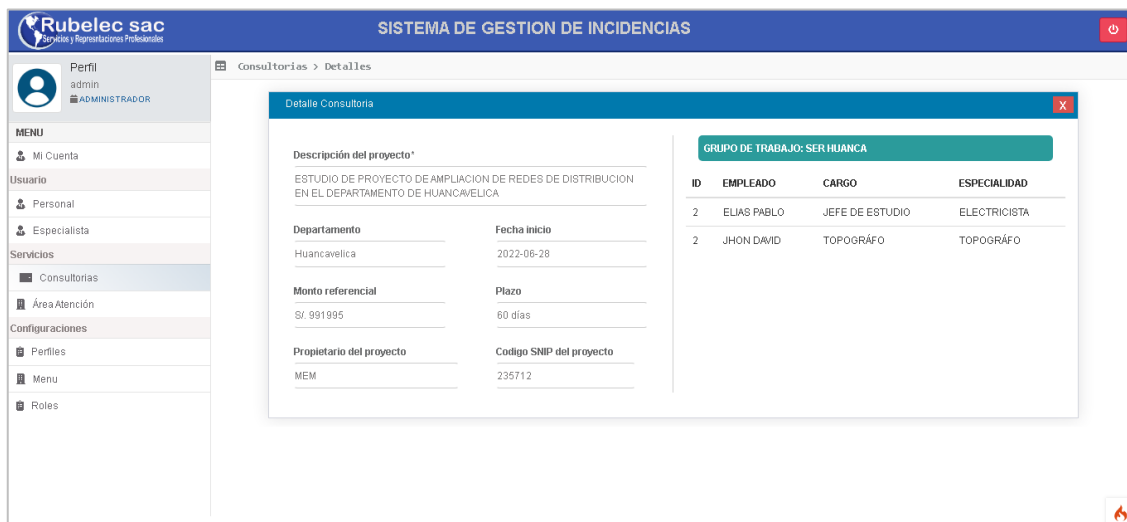 Rubelec sac
Servicios y Representaciones Profesionales
SISTEMA DE GESTION DE INCIDENCIAS
Perfil
admin
ADMINISTRADOR
MENU
Mi Cuenta
Usuario
Personal
Especialista
Servicios
Consultorias
Área Atención
Configuraciones
Perfiles
Menu
Roles
Consultorias > Detalles
Detalle Consultoria
X
Descripción del proyecto*
ESTUDIO DE PROYECTO DE AMPLIACION DE REDES DE DISTRIBUCION
EN EL DEPARTAMENTO DE HUANCAVELICA
Departamento Fecha inicio
Huancavelica 2022-06-28
Monto referencial Plazo
S/. 991995 60 días
Propietario del proyecto Codigo SNIP del proyecto
MEM 235712
GRUPO DE TRABAJO: SER HUANCA
ID EMPLEADO CARGO ESPECIALIDAD
2 ELIAS PABLO JEFE DE ESTUDIO ELECTRICISTA
2 JHON DAVID TOPOGRÁFO TOPOGRÁFO